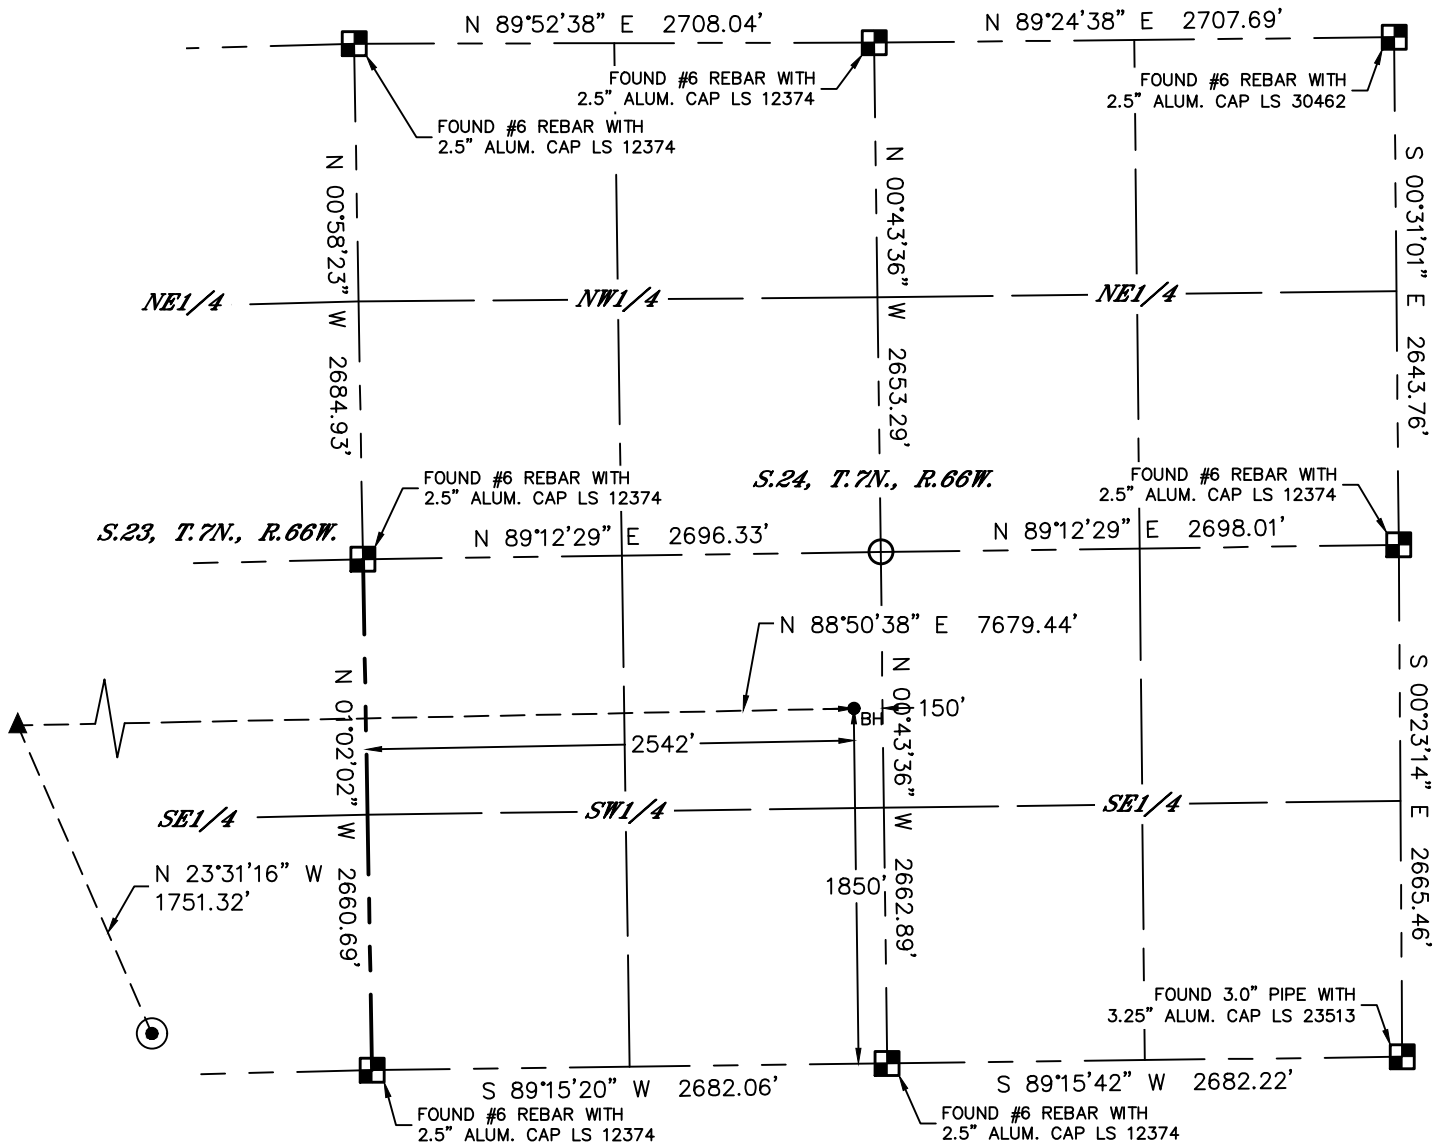 N 89°52'38" E 2708.04'
N 89°24'38" E 2707.69'
FOUND #6 REBAR WITH
2.5" ALUM. CAP LS 12374
FOUND #6 REBAR WITH
2.5" ALUM. CAP LS 30462
FOUND #6 REBAR WITH
2.5" ALUM. CAP LS 12374
N 00°58'23" W 2684.93'
N 00°43'36" W 2653.29'
S 00°31'01" E 2643.76'
NE1/4
NW1/4
NE1/4
FOUND #6 REBAR WITH
2.5" ALUM. CAP LS 12374
S.24, T.7N., R.66W.
FOUND #6 REBAR WITH
2.5" ALUM. CAP LS 12374
S.23, T.7N., R.66W.
N 89°12'29" E 2696.33'
N 89°12'29" E 2698.01'
N 88°50'38" E 7679.44'
N 01°02'02" W 2660.69'
N 00°43'36" W 2662.89'
S 00°23'14" E 2665.46'
BH
150'
2542'
SE1/4
SW1/4
SE1/4
N 23°31'16" W
1751.32'
1850'
FOUND 3.0" PIPE WITH
3.25" ALUM. CAP LS 23513
S 89°15'20" W 2682.06'
S 89°15'42" W 2682.22'
FOUND #6 REBAR WITH
2.5" ALUM. CAP LS 12374
FOUND #6 REBAR WITH
2.5" ALUM. CAP LS 12374